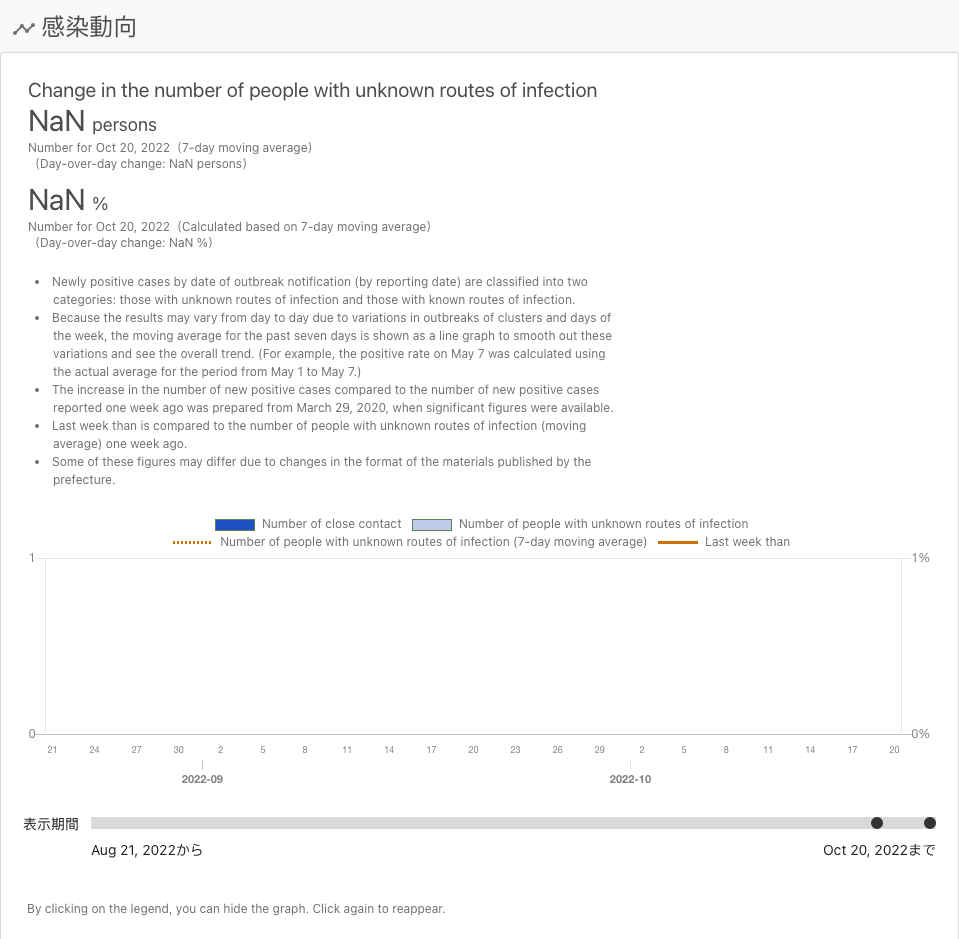 感染動向
Change in the number of people with unknown routes of infection
NaN persons
Number for Oct 20, 2022 (7-day moving average)
(Day-over-day change: NaN persons)
NaN %
Number for Oct 20, 2022 (Calculated based on 7-day moving average)
(Day-over-day change: NaN %)
• Newly positive cases by date of outbreak notification (by reporting date) are classified into two
categories: those with unknown routes of infection and those with known routes of infection.
• Because the results may vary from day to day due to variations in outbreaks of clusters and days of
the week, the moving average for the past seven days is shown as a line graph to smooth out these
variations and see the overall trend. (For example, the positive rate on May 7 was calculated using
the actual average for the period from May 1 to May 7.)
• The increase in the number of new positive cases compared to the number of new positive cases
reported one week ago was prepared from March 29, 2020, when significant figures were available.
• Last week than is compared to the number of people with unknown routes of infection (moving
average) one week ago.
• Some of these figures may differ due to changes in the format of the materials published by the
prefecture.
Number of close contact Number of people with unknown routes of infection
Number of people with unknown routes of infection (7-day moving average) Last week than
1 1%
0 0%
21 24 27 30 2 5 8 11 14 17 20 23 26 29 2 5 8 11 14 17 20
2022-09 2022-10
表示期間
Aug 21, 2022から Oct 20, 2022まで
By clicking on the legend, you can hide the graph. Click again to reappear.